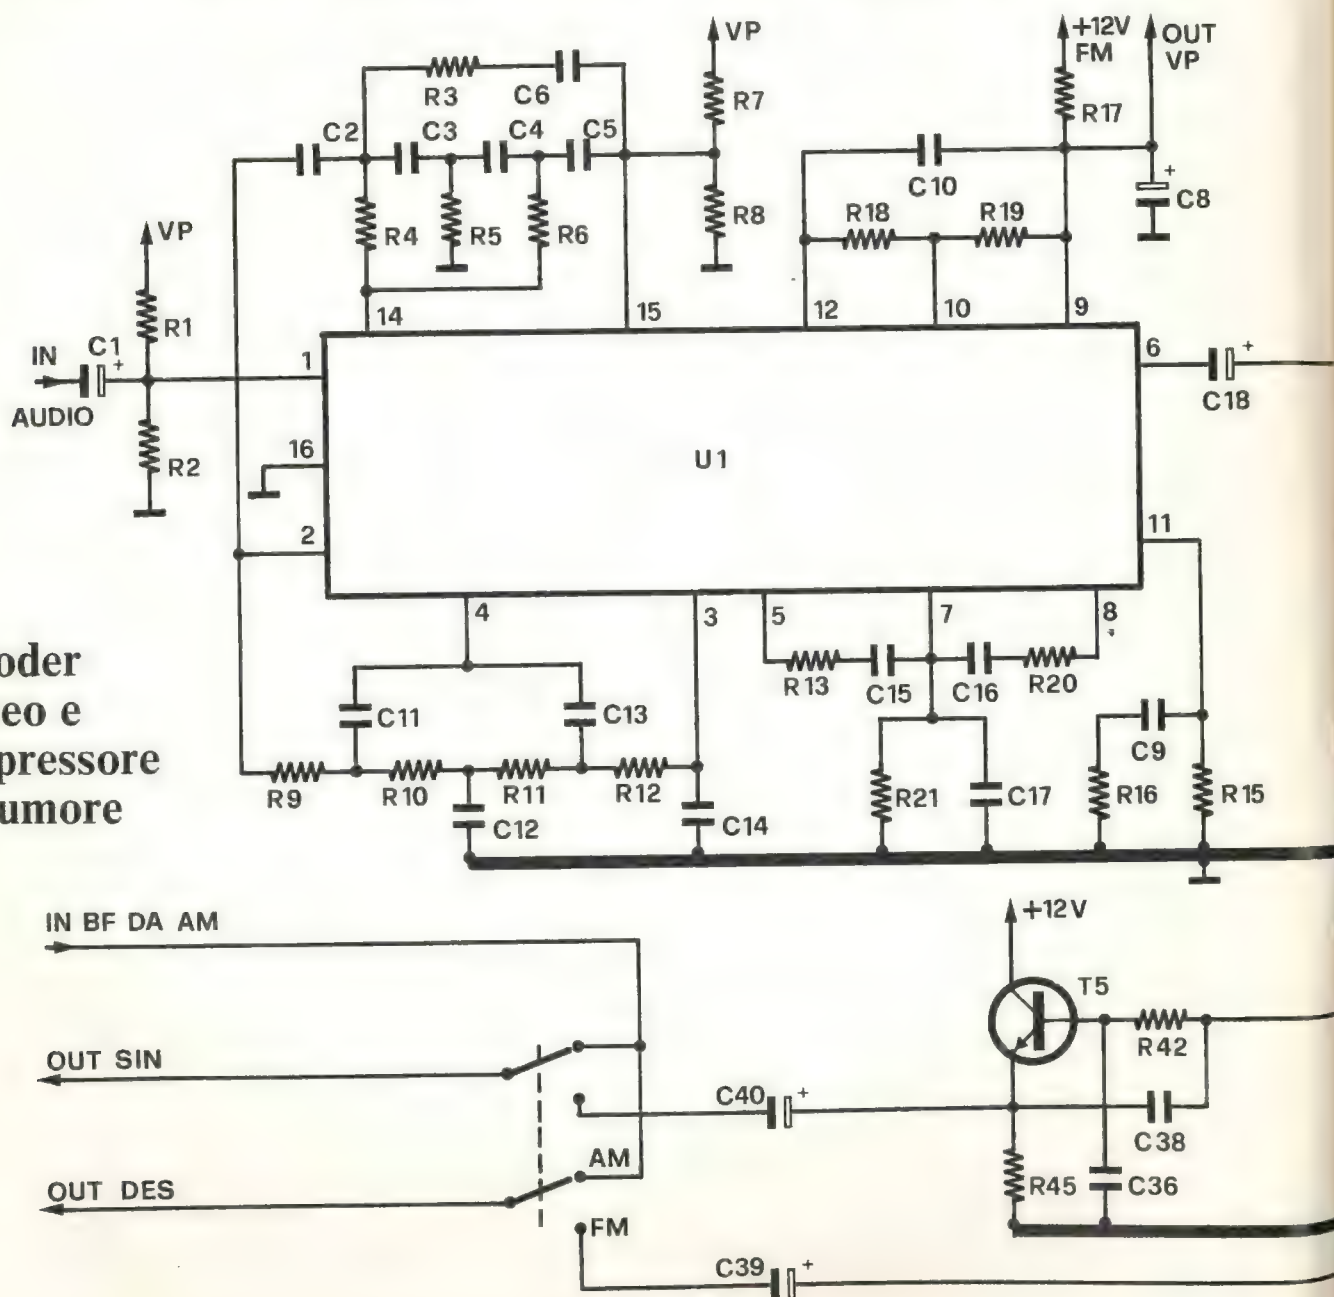 VP
+12V
FM
OUT
VP
R3
C6
R7
R17
C2
C3
C4
C5
C10
+
C8
R4
R5
R6
R8
R18
R19
VP
R1
14
15
12
10
9
IN
C1
+
1
6
+
C18
AUDIO
R2
16
U1
2
11
4
3
5
7
8
oder
eo e
pressore
umore
R13
C15
C16
R20
C11
C13
C9
R9
R10
R11
R12
R21
C17
R16
R15
C12
C14
IN BF DA AM
+12V
T5
R42
OUT SIN
C40
+
C38
AM
OUT DES
R45
C36
FM
C39
+